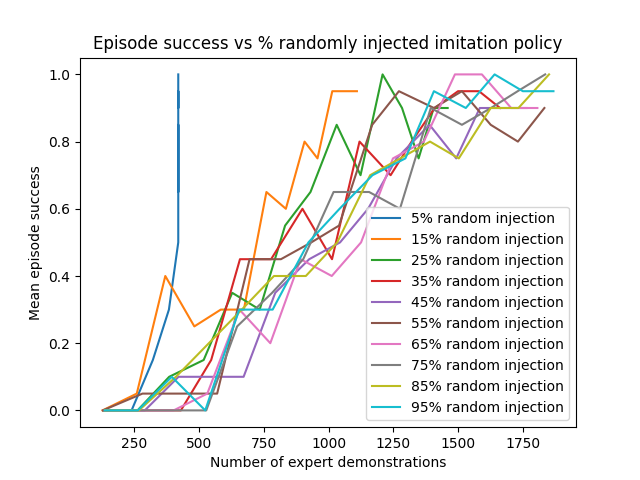 Episode success vs % randomly injected imitation policy
Mean episode success
1.0
0.8
0.6
0.4
0.2
0.0
5% random injection
15% random injection
25% random injection
35% random injection
45% random injection
55% random injection
65% random injection
75% random injection
85% random injection
95% random injection
250 500 750 1000 1250 1500 1750
Number of expert demonstrations